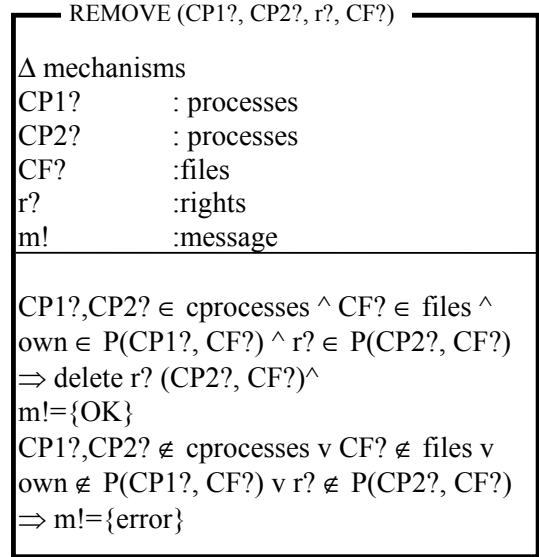 REMOVE (CP1?, CP2?, r?, CF?)
Δ mechanisms
CP1? : processes
CP2? : processes
CF? :files
r? :rights
m! :message
CP1?,CP2? ∈ cprocesses ^ CF? ∈ files ^
own ∈ P(CP1?, CF?) ^ r? ∈ P(CP2?, CF?)
⇒ delete r? (CP2?, CF?)^
m!={OK}
CP1?,CP2? ∉ cprocesses v CF? ∉ files v
own ∉ P(CP1?, CF?) v r? ∉ P(CP2?, CF?)
⇒ m!={error}